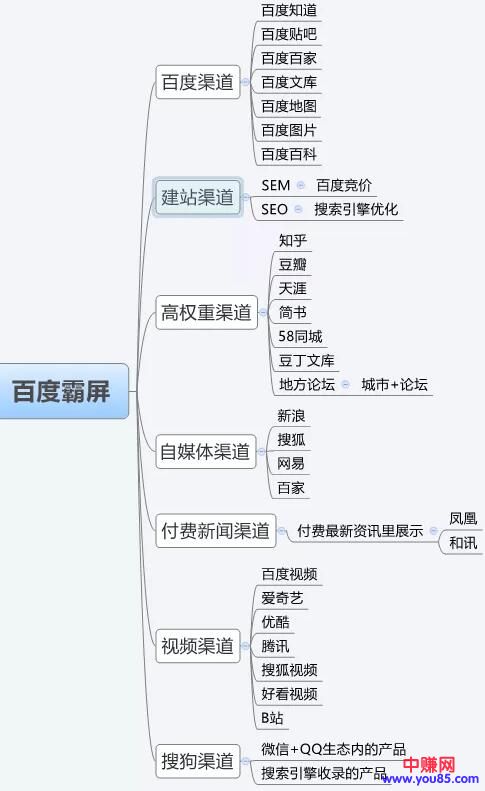 百度霸屏
百度渠道
百度知道
百度贴吧
百度百家
百度文库
百度地图
百度图片
百度百科
建站渠道
SEM 百度竞价
SEO 搜索引擎优化
高权重渠道
知乎
豆瓣
天涯
简书
58同城
豆丁文库
地方论坛 城市+论坛
自媒体渠道
新浪
搜狐
网易
百家
付费新闻渠道
付费最新资讯里展示
凤凰
和讯
视频渠道
百度视频
爱奇艺
优酷
腾讯
搜狐视频
好看视频
B站
搜狗渠道
微信+QQ生态内的产品
搜索引擎收录的产品
中赚网
www.you85.com